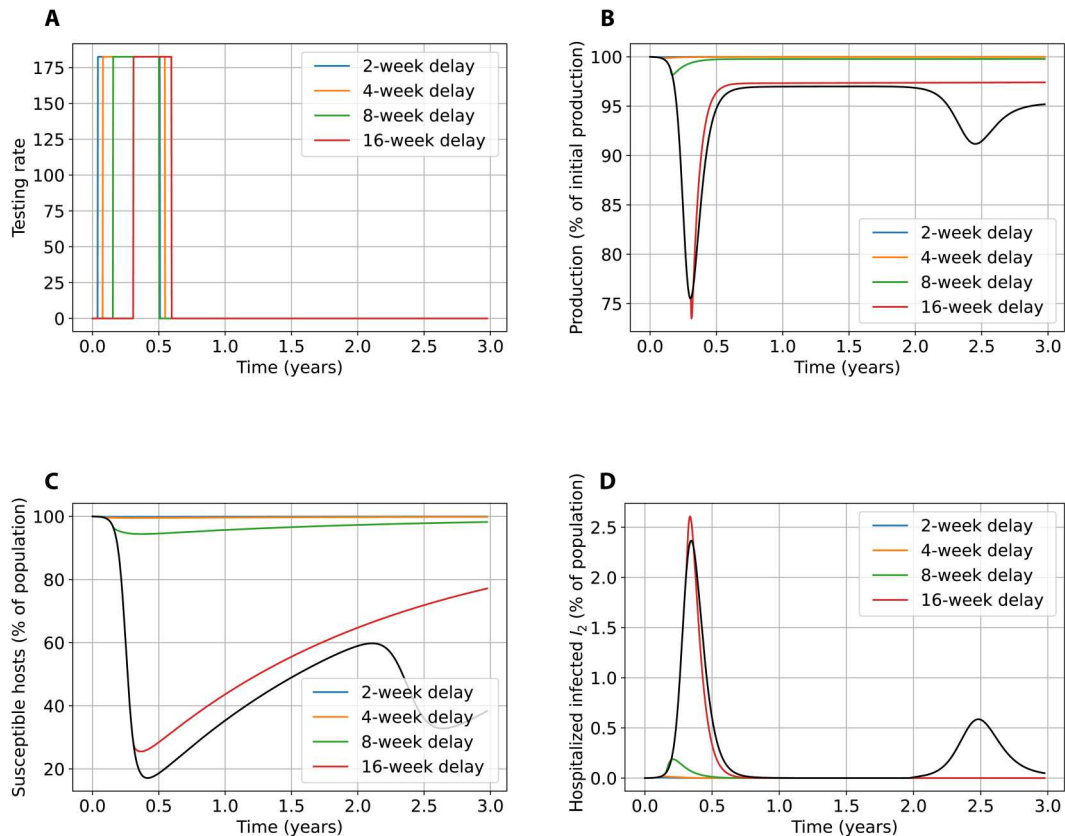 A
Testing rate
175
150
125
100
75
50
25
0
2-week delay
4-week delay
8-week delay
16-week delay
0.0 0.5 1.0 1.5 2.0 2.5 3.0
Time (years)
B
Production (% of initial production)
100
95
90
85
80
75
2-week delay
4-week delay
8-week delay
16-week delay
0.0 0.5 1.0 1.5 2.0 2.5 3.0
Time (years)
C
Susceptible hosts (% of population)
100
80
60
40
20
2-week delay
4-week delay
8-week delay
16-week delay
0.0 0.5 1.0 1.5 2.0 2.5 3.0
Time (years)
D
Hospitalized infected I₂ (% of population)
2.5
2.0
1.5
1.0
0.5
0.0
2-week delay
4-week delay
8-week delay
16-week delay
0.0 0.5 1.0 1.5 2.0 2.5 3.0
Time (years)